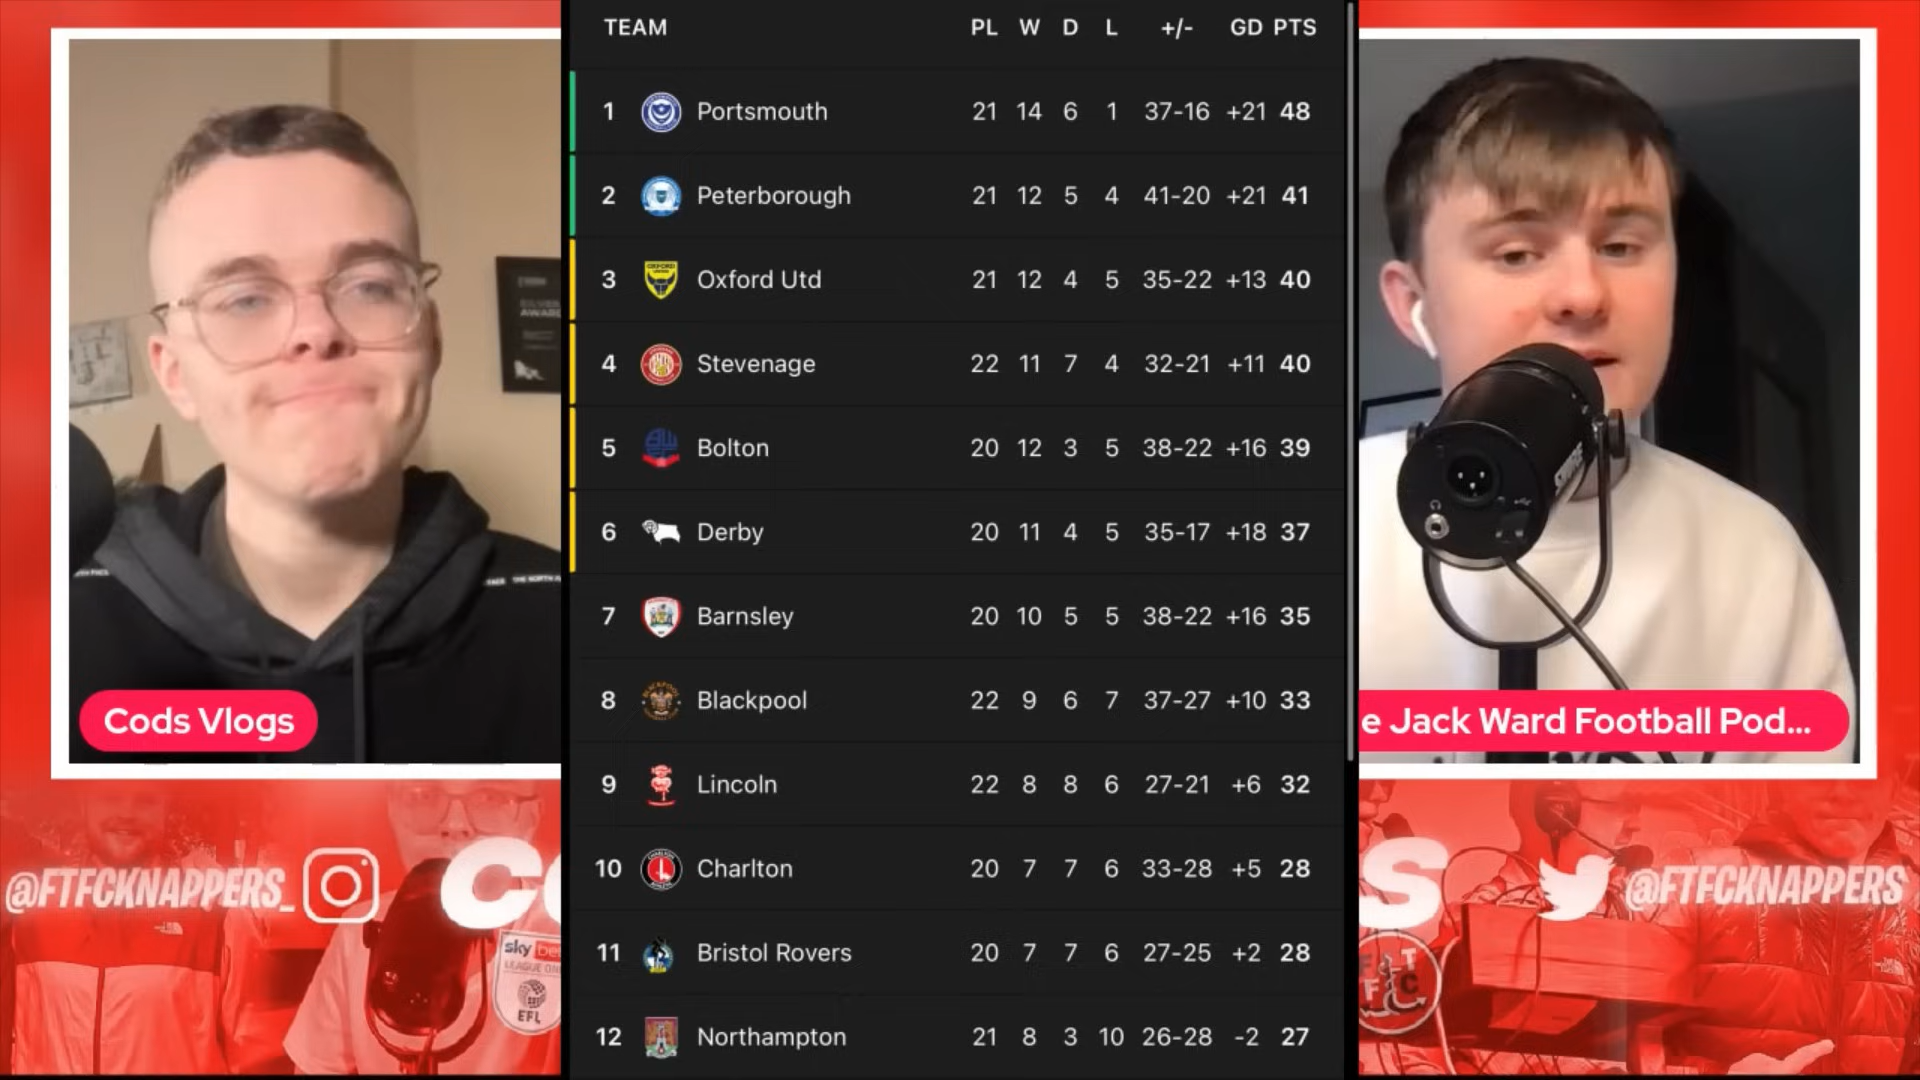 TEAM PL W D L +/- GD PTS
1 Portsmouth 21 14 6 1 37-16 +21 48
2 Peterborough 21 12 5 4 41-20 +21 41
3 Oxford Utd 21 12 4 5 35-22 +13 40
4 Stevenage 22 11 7 4 32-21 +11 40
5 Bolton 20 12 3 5 38-22 +16 39
6 Derby 20 11 4 5 35-17 +18 37
7 Barnsley 20 10 5 5 38-22 +16 35
8 Blackpool 22 9 6 7 37-27 +10 33
9 Lincoln 22 8 8 6 27-21 +6 32
10 Charlton 20 7 7 6 33-28 +5 28
11 Bristol Rovers 20 7 7 6 27-25 +2 28
12 Northampton 21 8 3 10 26-28 -2 27
SILVER
AWARD
Cods Vlogs
e Jack Ward Football Pod...
@FTFCKNAPPERS_
@FTFCKNAPPERS
sky bet
LEAGUE ONE
EFL